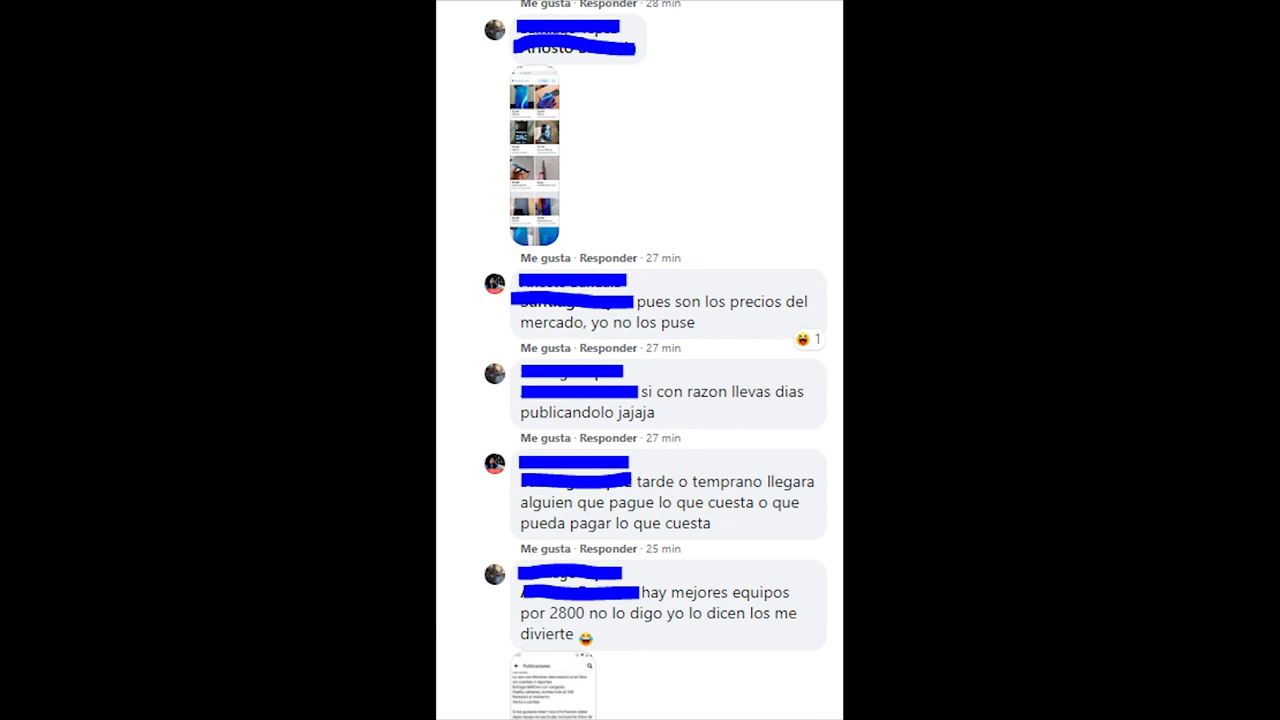 Me gusta · Responder · 28 min
Me gusta · Responder · 27 min
pues son los precios del
mercado, yo no los puse
1
Me gusta · Responder · 27 min
si con razon llevas dias
publicandolo jajaja
Me gusta · Responder · 27 min
tarde o temprano llegara
alguien que pague lo que cuesta o que
pueda pagar lo que cuesta
Me gusta · Responder · 25 min
hay mejores equipos
por 2800 no lo digo yo lo dicen los me
divierte
Publicaciones